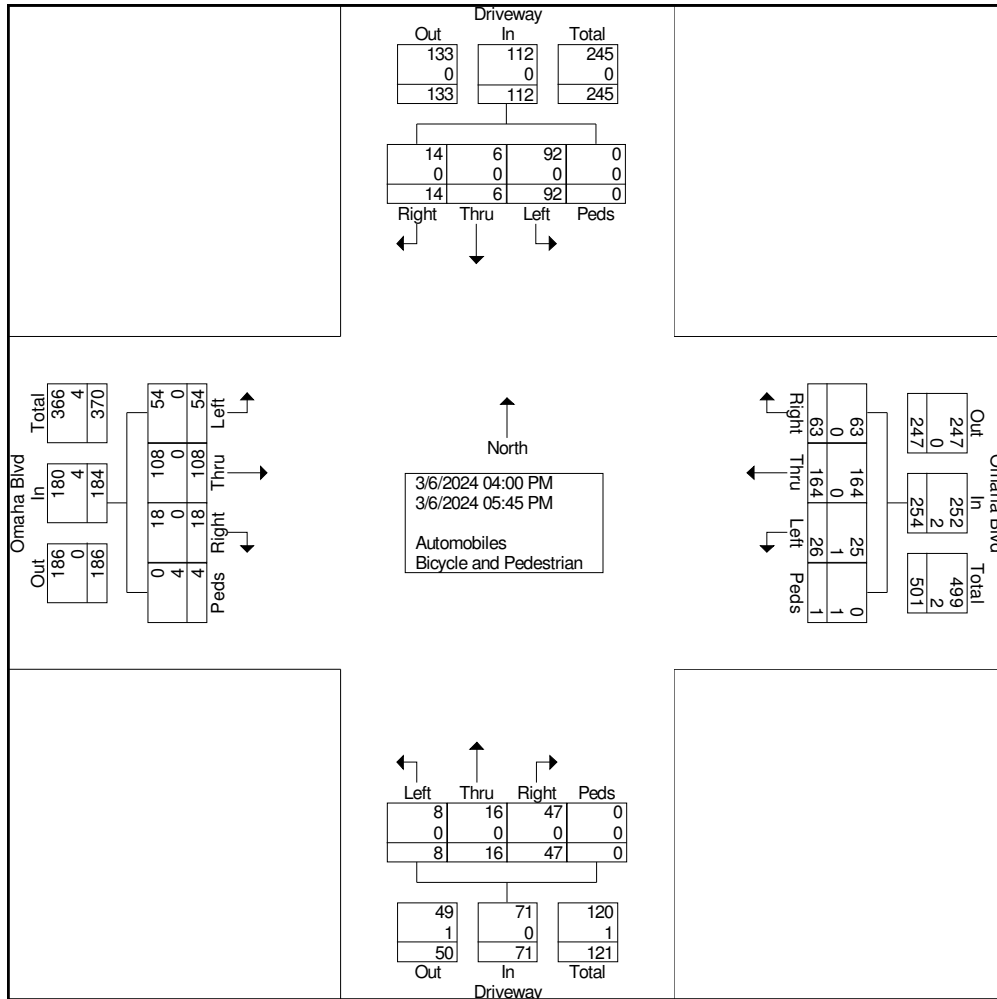 Driveway
Out In Total
133 112 245
0 0 0
133 112 245
14 6 92 0
0 0 0 0
14 6 92 0
Right Thru Left Peds
Omaha Blvd
Out In Total
186 180 366
0 4 4
186 184 370
0 18 108 54
4 0 0 0
4 18 108 54
Peds Right Thru Left
North
3/6/2024 04:00 PM
3/6/2024 05:45 PM
Automobiles
Bicycle and Pedestrian
Omaha Blvd
Out In Total
247 252 499
0 2 2
247 254 501
63 164 25 0
0 0 1 1
63 164 26 1
Right Thru Left Peds
Left Thru Right Peds
8 16 47 0
0 0 0 0
8 16 47 0
49 71 120
1 0 1
50 71 121
Out In Total
Driveway